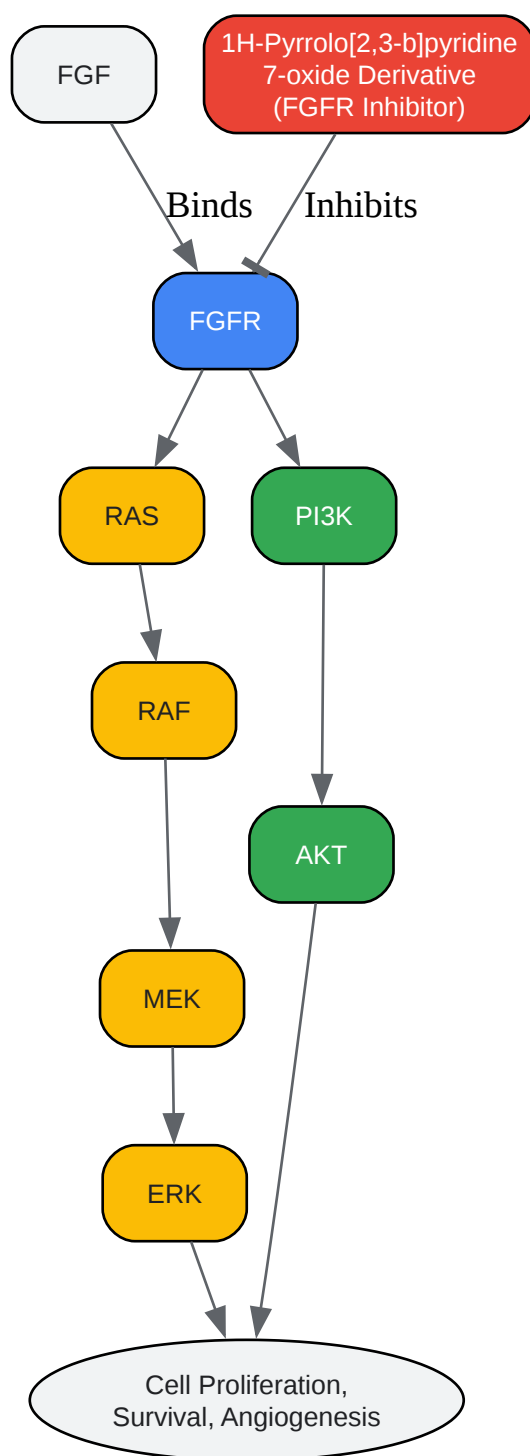 FGF
1H-Pyrrolo[2,3-b]pyridine
7-oxide Derivative
(FGFR Inhibitor)
Binds
Inhibits
FGFR
RAS
PI3K
RAF
AKT
MEK
ERK
Cell Proliferation,
Survival, Angiogenesis